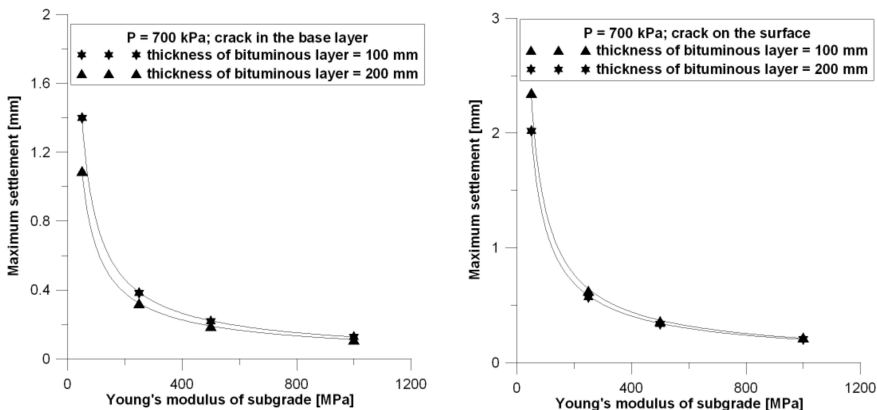 P = 700 kPa; crack in the base layer
thickness of bituminous layer = 100 mm
thickness of bituminous layer = 200 mm
Maximum settlement [mm]
2
1.6
1.2
0.8
0.4
0
0 400 800 1200
Young's modulus of subgrade [MPa]
P = 700 kPa; crack on the surface
thickness of bituminous layer = 100 mm
thickness of bituminous layer = 200 mm
Maximum settlement [mm]
3
2
1
0
0 400 800 1200
Young's modulus of subgrade [MPa]